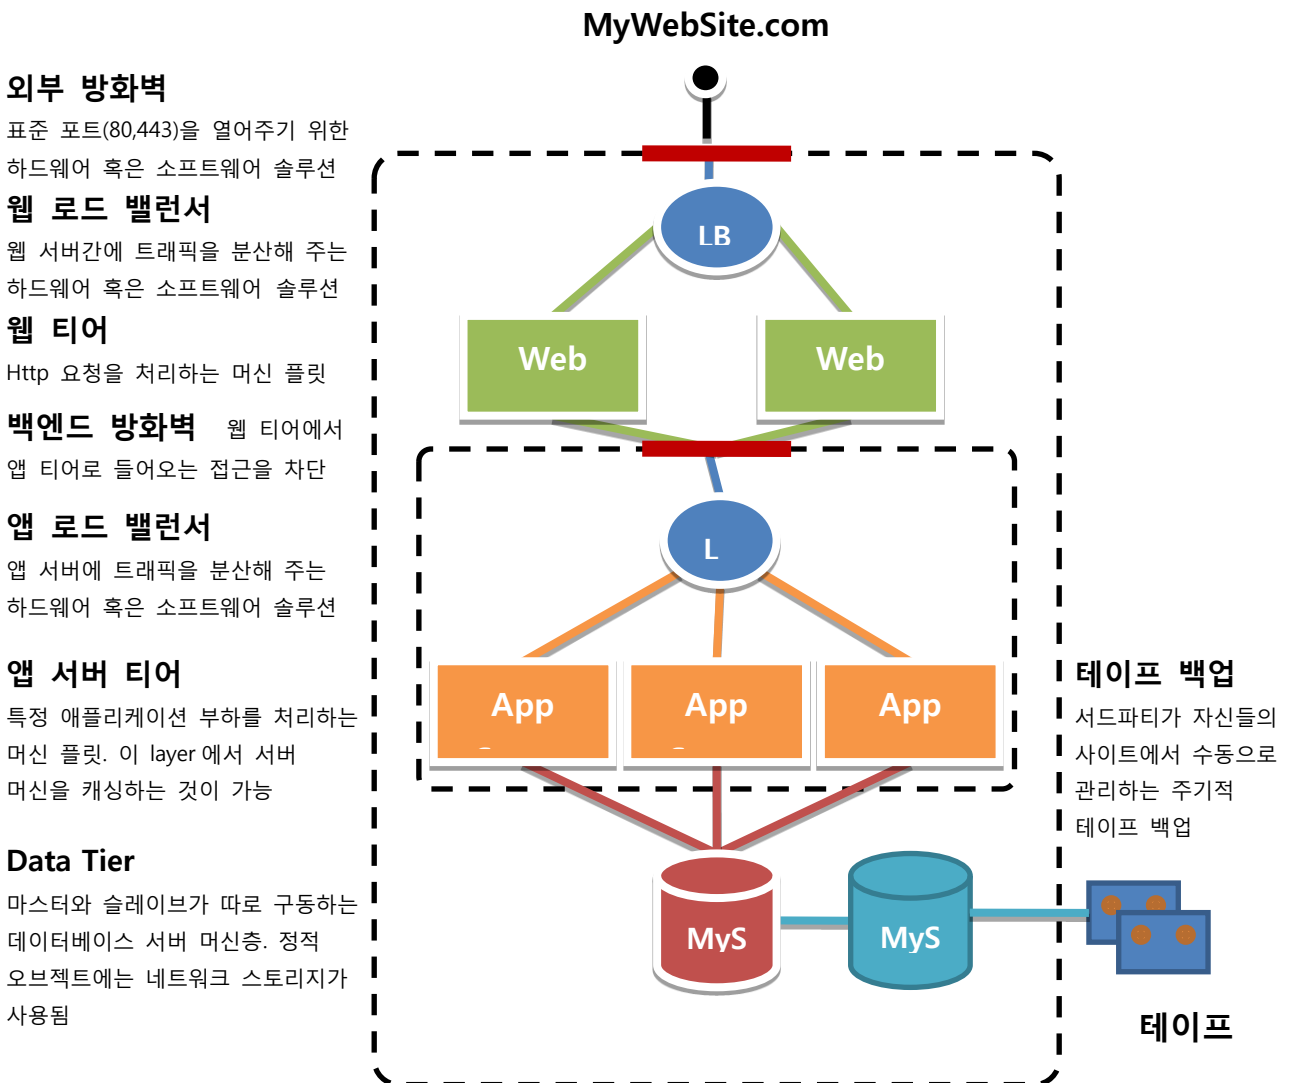 MyWebSite.com
외부 방화벽
표준 포트(80,443)을 열어주기 위한
하드웨어 혹은 소프트웨어 솔루션
웹 로드 밸런서
웹 서버간에 트래픽을 분산해 주는
하드웨어 혹은 소프트웨어 솔루션
웹 티어
Http 요청을 처리하는 머신 플릿
백엔드 방화벽 웹 티어에서
앱 티어로 들어오는 접근을 차단
앱 로드 밸런서
앱 서버에 트래픽을 분산해 주는
하드웨어 혹은 소프트웨어 솔루션
앱 서버 티어
특정 애플리케이션 부하를 처리하는
머신 플릿. 이 layer에서 서버
머신을 캐싱하는 것이 가능
Data Tier
마스터와 슬레이브가 따로 구동하는
데이터베이스 서버 머신층. 정적
오브젝트에는 네트워크 스토리지가
사용됨
LB
Web
Web
L
App
App
App
MyS
MyS
테이프 백업
서드파티가 자신들의
사이트에서 수동으로
관리하는 주기적
테이프 백업
테이프